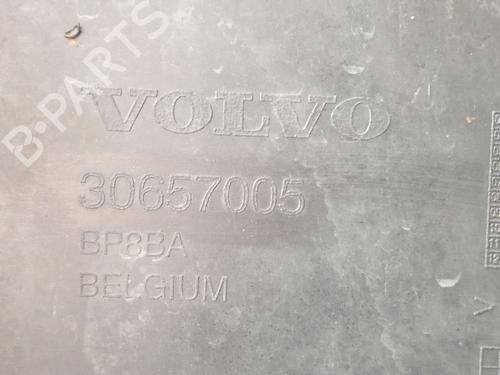 B-PARTS
VOLVO
30657005
BP8BA
BELGIUM
V